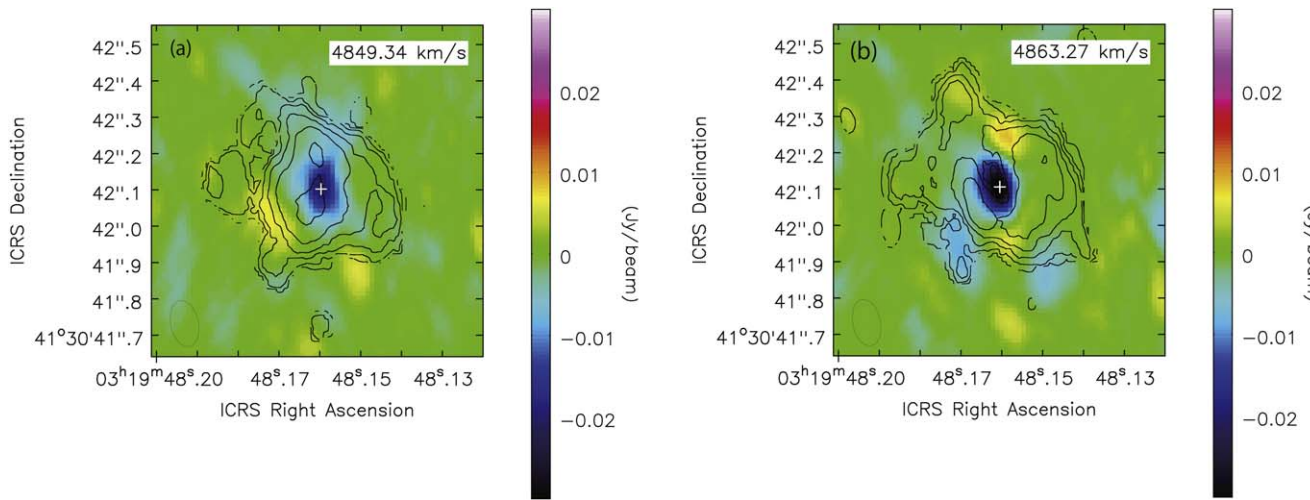 (a)
4849.34 km/s
42".5
42".4
42".3
42".2
42".1
42".0
41".9
41".8
41°30'41".7
03ʰ19ᵐ48ˢ.20
48ˢ.17
48ˢ.15
48ˢ.13
ICRS Right Ascension
ICRS Declination
0.02
0.01
0
−0.01
−0.02
(Jy/beam)
(b)
4863.27 km/s
42".5
42".4
42".3
42".2
42".1
42".0
41".9
41".8
41°30'41".7
03ʰ19ᵐ48ˢ.20
48ˢ.17
48ˢ.15
48ˢ.13
ICRS Right Ascension
ICRS Declination
0.02
0.01
0
−0.01
−0.02